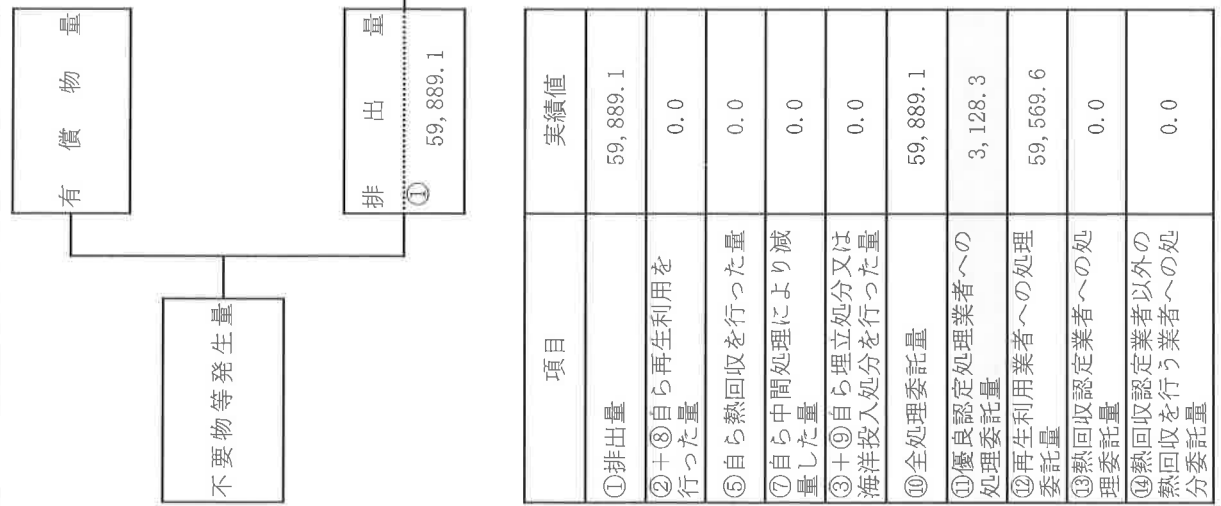 有償物量
不要物等発生量
排出量
①
59,889.1
項目
実績値
①排出量
59,889.1
②+⑧自ら再生利用を
行った量
0.0
⑤自ら熱回収を行った量
0.0
⑦自ら中間処理により減
量した量
0.0
③+⑨自ら埋立処分又は
海洋投入処分を行った量
0.0
⑩全処理委託量
59,889.1
⑪優良認定処理業者への
処理委託量
3,128.3
⑫再生利用業者への処理
委託量
59,569.6
⑬熱回収認定業者への処
理委託量
0.0
⑭熱回収認定業者以外の
熱回収を行う業者への処
分委託量
0.0